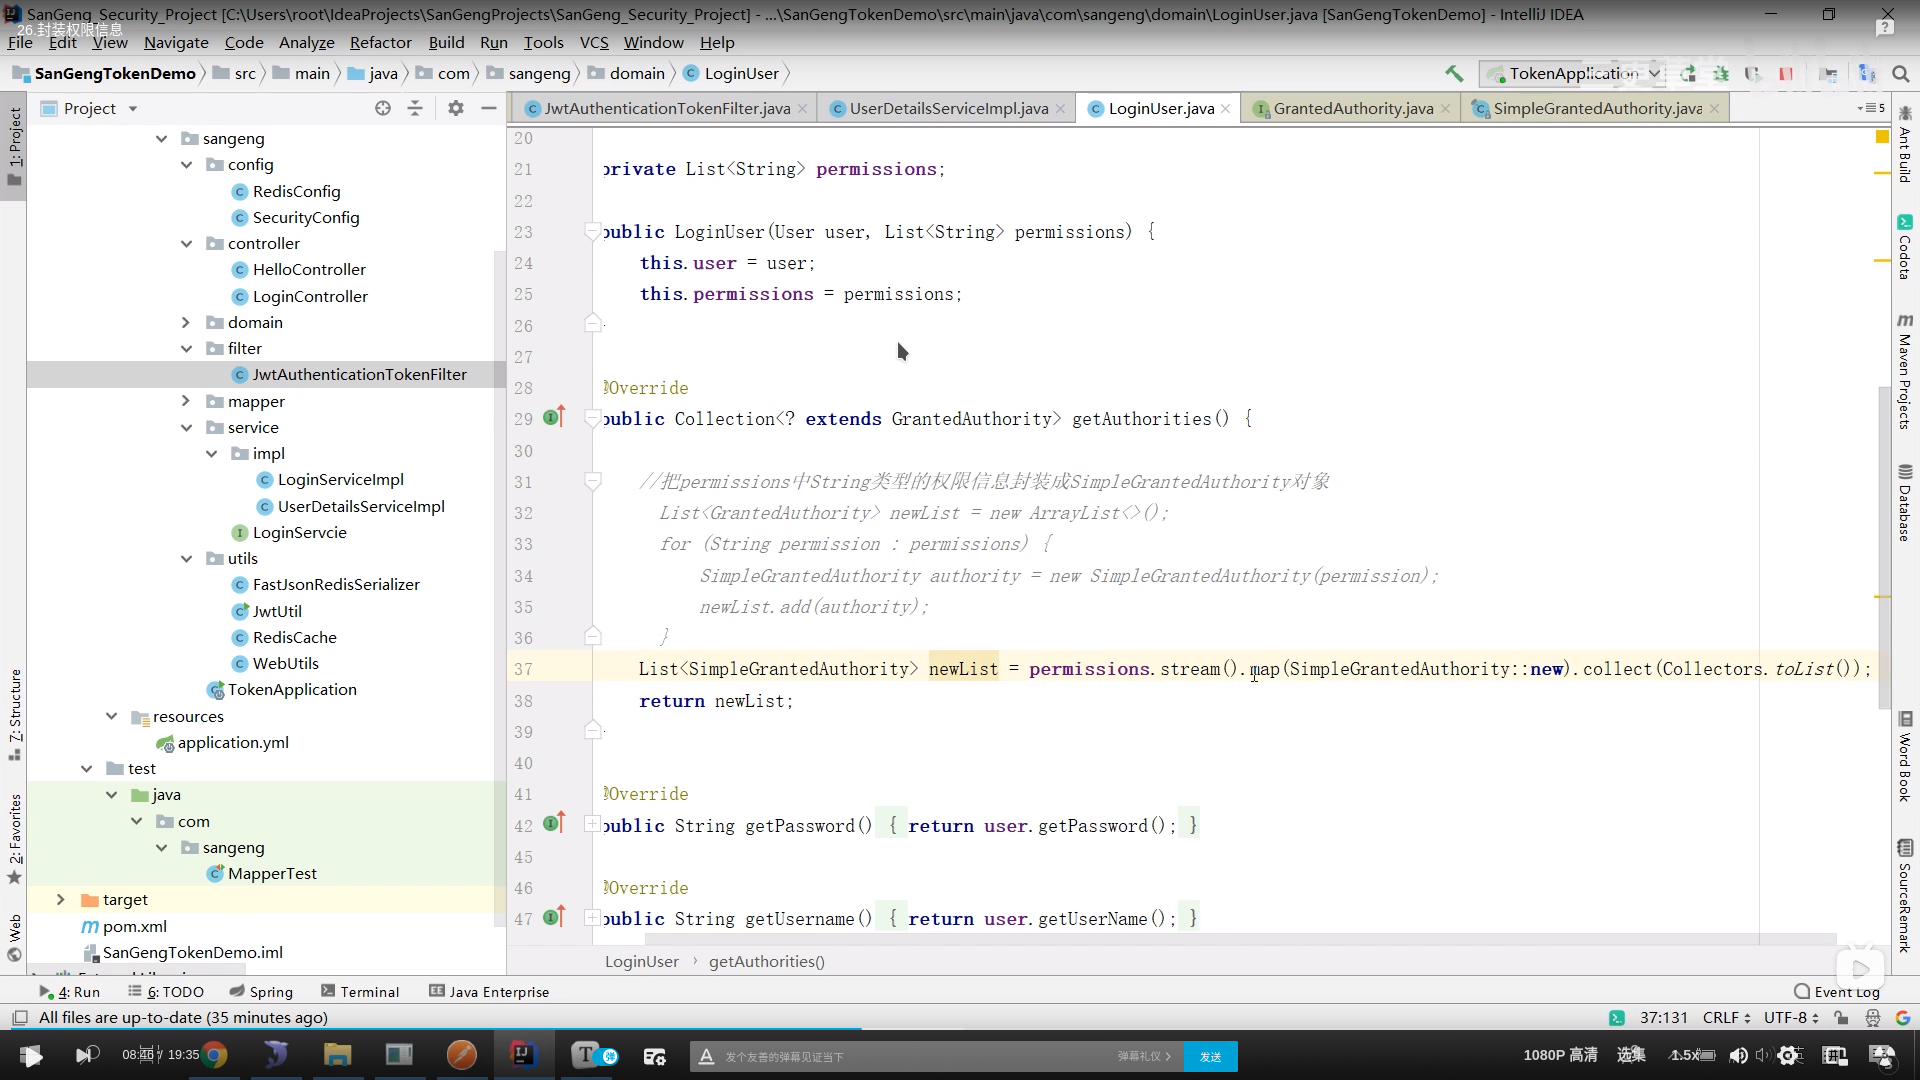 SanGeng_Security_Project [C:\Users\root\IdeaProjects\SanGengProjects\SanGeng_Security_Project] - ...\SanGengTokenDemo\src\main\java\com\sangeng\domain\LoginUser.java [SanGengTokenDemo] - IntelliJ IDEA
26.封装权限信息
File Edit View Navigate Code Analyze Refactor Build Run Tools VCS Window Help
SanGengTokenDemo src main java com sangeng domain LoginUser
TokenApplication
Project
JwtAuthenticationTokenFilter.java UserDetailsServiceImpl.java LoginUser.java GrantedAuthority.java SimpleGrantedAuthority.java 5
1: Project
7: Structure
2: Favorites
Web
sangeng
config
RedisConfig
SecurityConfig
controller
HelloController
LoginController
domain
filter
JwtAuthenticationTokenFilter
mapper
service
impl
LoginServiceImpl
UserDetailsServiceImpl
LoginServcie
utils
FastJsonRedisSerializer
JwtUtil
RedisCache
WebUtils
TokenApplication
resources
application.yml
test
java
com
sangeng
MapperTest
target
pom.xml
SanGengTokenDemo.iml
20
21 private List<String> permissions;
22
23 public LoginUser(User user, List<String> permissions) {
24 this.user = user;
25 this.permissions = permissions;
26
27
28 @Override
29 public Collection<? extends GrantedAuthority> getAuthorities() {
30
31 //把permissions中String类型的权限信息封装成SimpleGrantedAuthority对象
32 List<GrantedAuthority> newList = new ArrayList<>();
33 for (String permission : permissions) {
34 SimpleGrantedAuthority authority = new SimpleGrantedAuthority(permission);
35 newList.add(authority);
36 }
37 List<SimpleGrantedAuthority> newList = permissions.stream().map(SimpleGrantedAuthority::new).collect(Collectors.toList());
38 return newList;
39
40
41 @Override
42 public String getPassword() { return user.getPassword(); }
45
46 @Override
47 public String getUsername() { return user.getUserName(); }
LoginUser › getAuthorities()
Ant Build
Codota
Maven Projects
Database
Word Book
SourceRemark
4: Run 6: TODO Spring Terminal Java Enterprise Event Log
All files are up-to-date (35 minutes ago) 37:131 CRLF UTF-8
08:46 / 19:35 发个友善的弹幕见证当下 弹幕礼仪 › 发送 1080P 高清 选集 1.5x